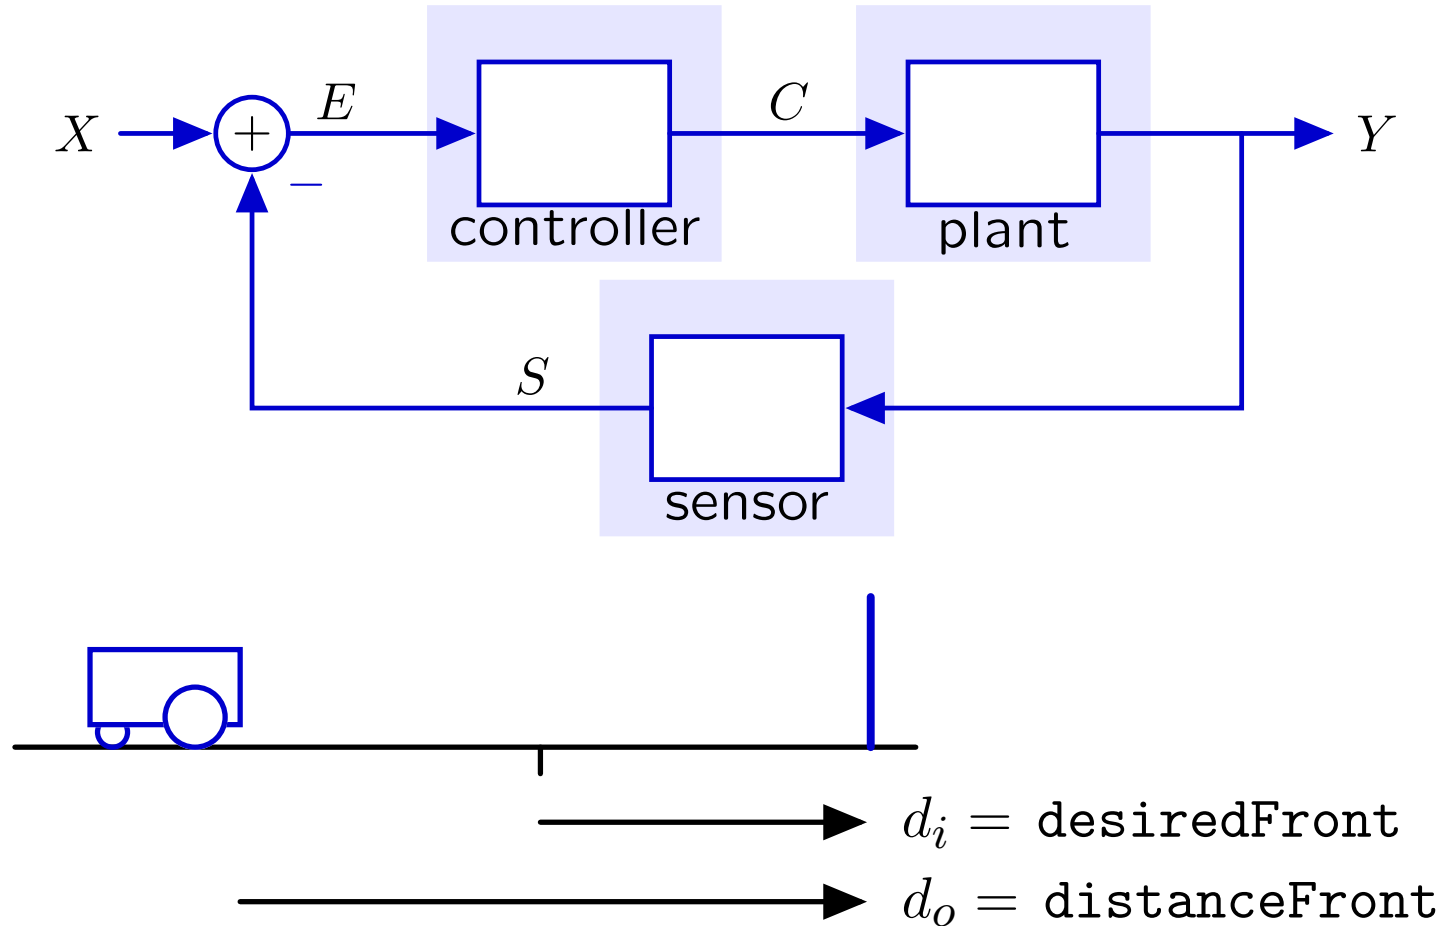 X + E C Y
−
controller plant
S
sensor
d_i = desiredFront
d_o = distanceFront